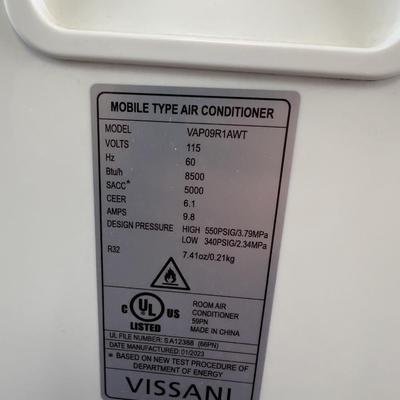 MOBILE TYPE AIR CONDITIONER
MODEL VAP09R1AWT
VOLTS 115
Hz 60
Btu/h 8500
SACC* 5000
CEER 6.1
AMPS 9.8
DESIGN PRESSURE HIGH 550PSIG/3.79MPa
LOW 340PSIG/2.34MPa
R32 7.41oz/0.21kg
C UL US
LISTED
ROOM AIR
CONDITIONER
59PN
MADE IN CHINA
UL FILE NUMBER: SA12388 (66PN)
DATE MANUFACTURED: 01/2023
* BASED ON NEW TEST PROCEDURE OF
DEPARTMENT OF ENERGY
VISSANI